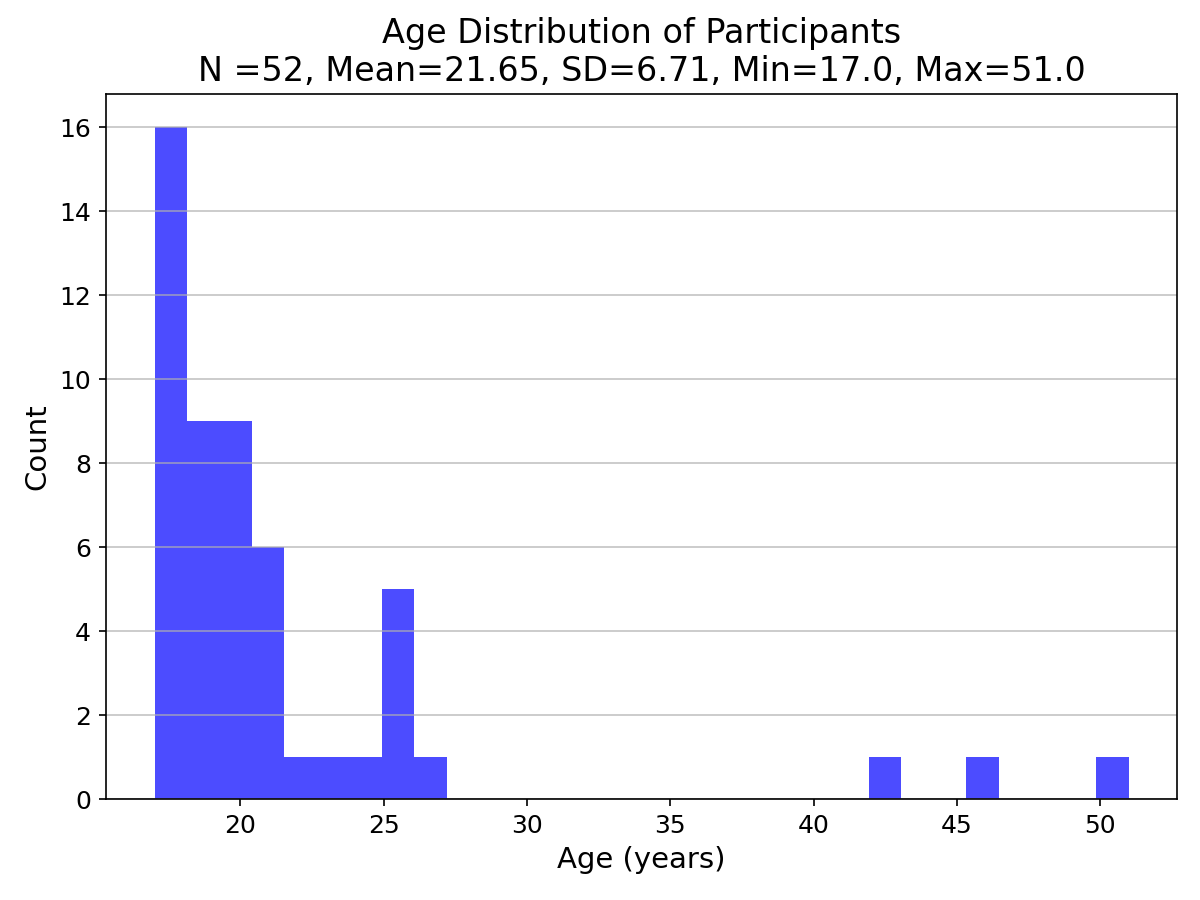 Age Distribution of Participants
N =52, Mean=21.65, SD=6.71, Min=17.0, Max=51.0
16
14
12
10
8
6
4
2
0
Count
20 25 30 35 40 45 50
Age (years)